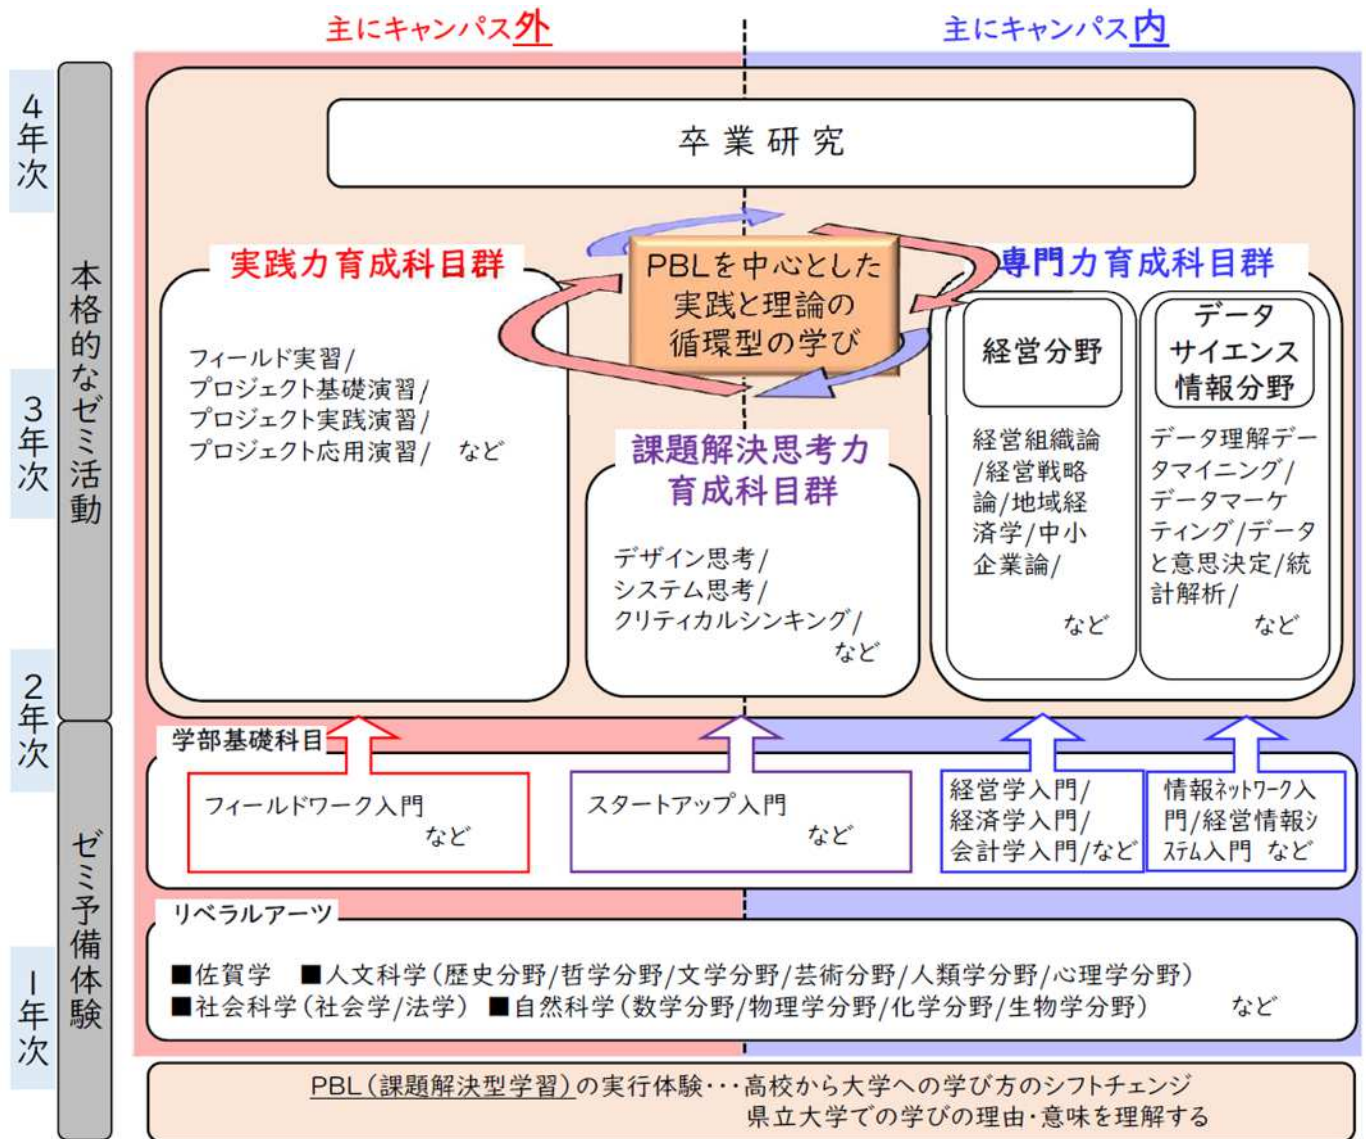 主にキャンパス外
主にキャンパス内
4年次
3年次
2年次
1年次
本格的なゼミ活動
ゼミ予備体験
卒業研究
PBLを中心とした
実践と理論の
循環型の学び
実践力育成科目群
フィールド実習/
プロジェクト基礎演習/
プロジェクト実践演習/
プロジェクト応用演習/ など
課題解決思考力
育成科目群
デザイン思考/
システム思考/
クリティカルシンキング/
など
専門力育成科目群
経営分野
経営組織論
/経営戦略
論/地域経
済学/中小
企業論/
など
データ
サイエンス
情報分野
データ理解デー
タマイニング/
データマーケ
ティング/データ
と意思決定/統
計解析/
など
学部基礎科目
フィールドワーク入門
など
スタートアップ入門
など
経営学入門/
経済学入門/
会計学入門/など
情報ネットワーク入
門/経営情報シ
ステム入門 など
リベラルアーツ
■佐賀学 ■人文科学(歴史分野/哲学分野/文学分野/芸術分野/人類学分野/心理学分野)
■社会科学(社会学/法学) ■自然科学(数学分野/物理学分野/化学分野/生物学分野) など
PBL(課題解決型学習)の実行体験・・・高校から大学への学び方のシフトチェンジ
県立大学での学びの理由・意味を理解する